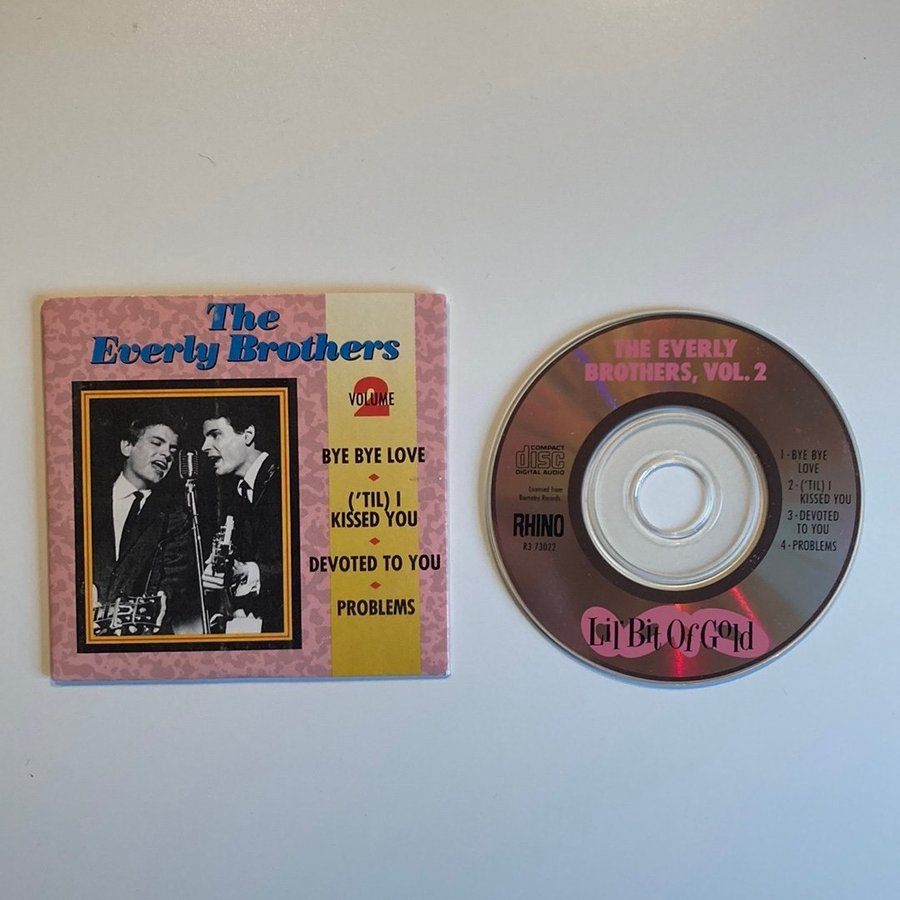 The
Everly Brothers
VOLUME
2
BYE BYE LOVE
('TIL) I
KISSED YOU
DEVOTED TO YOU
PROBLEMS
THE EVERLY
BROTHERS, VOL. 2
COMPACT
disc
DIGITAL AUDIO
Licensed from
Barnaby Records.
RHINO
R3 73022
1 - BYE BYE
LOVE
2 - ('TIL) I
KISSED YOU
3 - DEVOTED
TO YOU
4 - PROBLEMS
Lil' Bit Of Gold